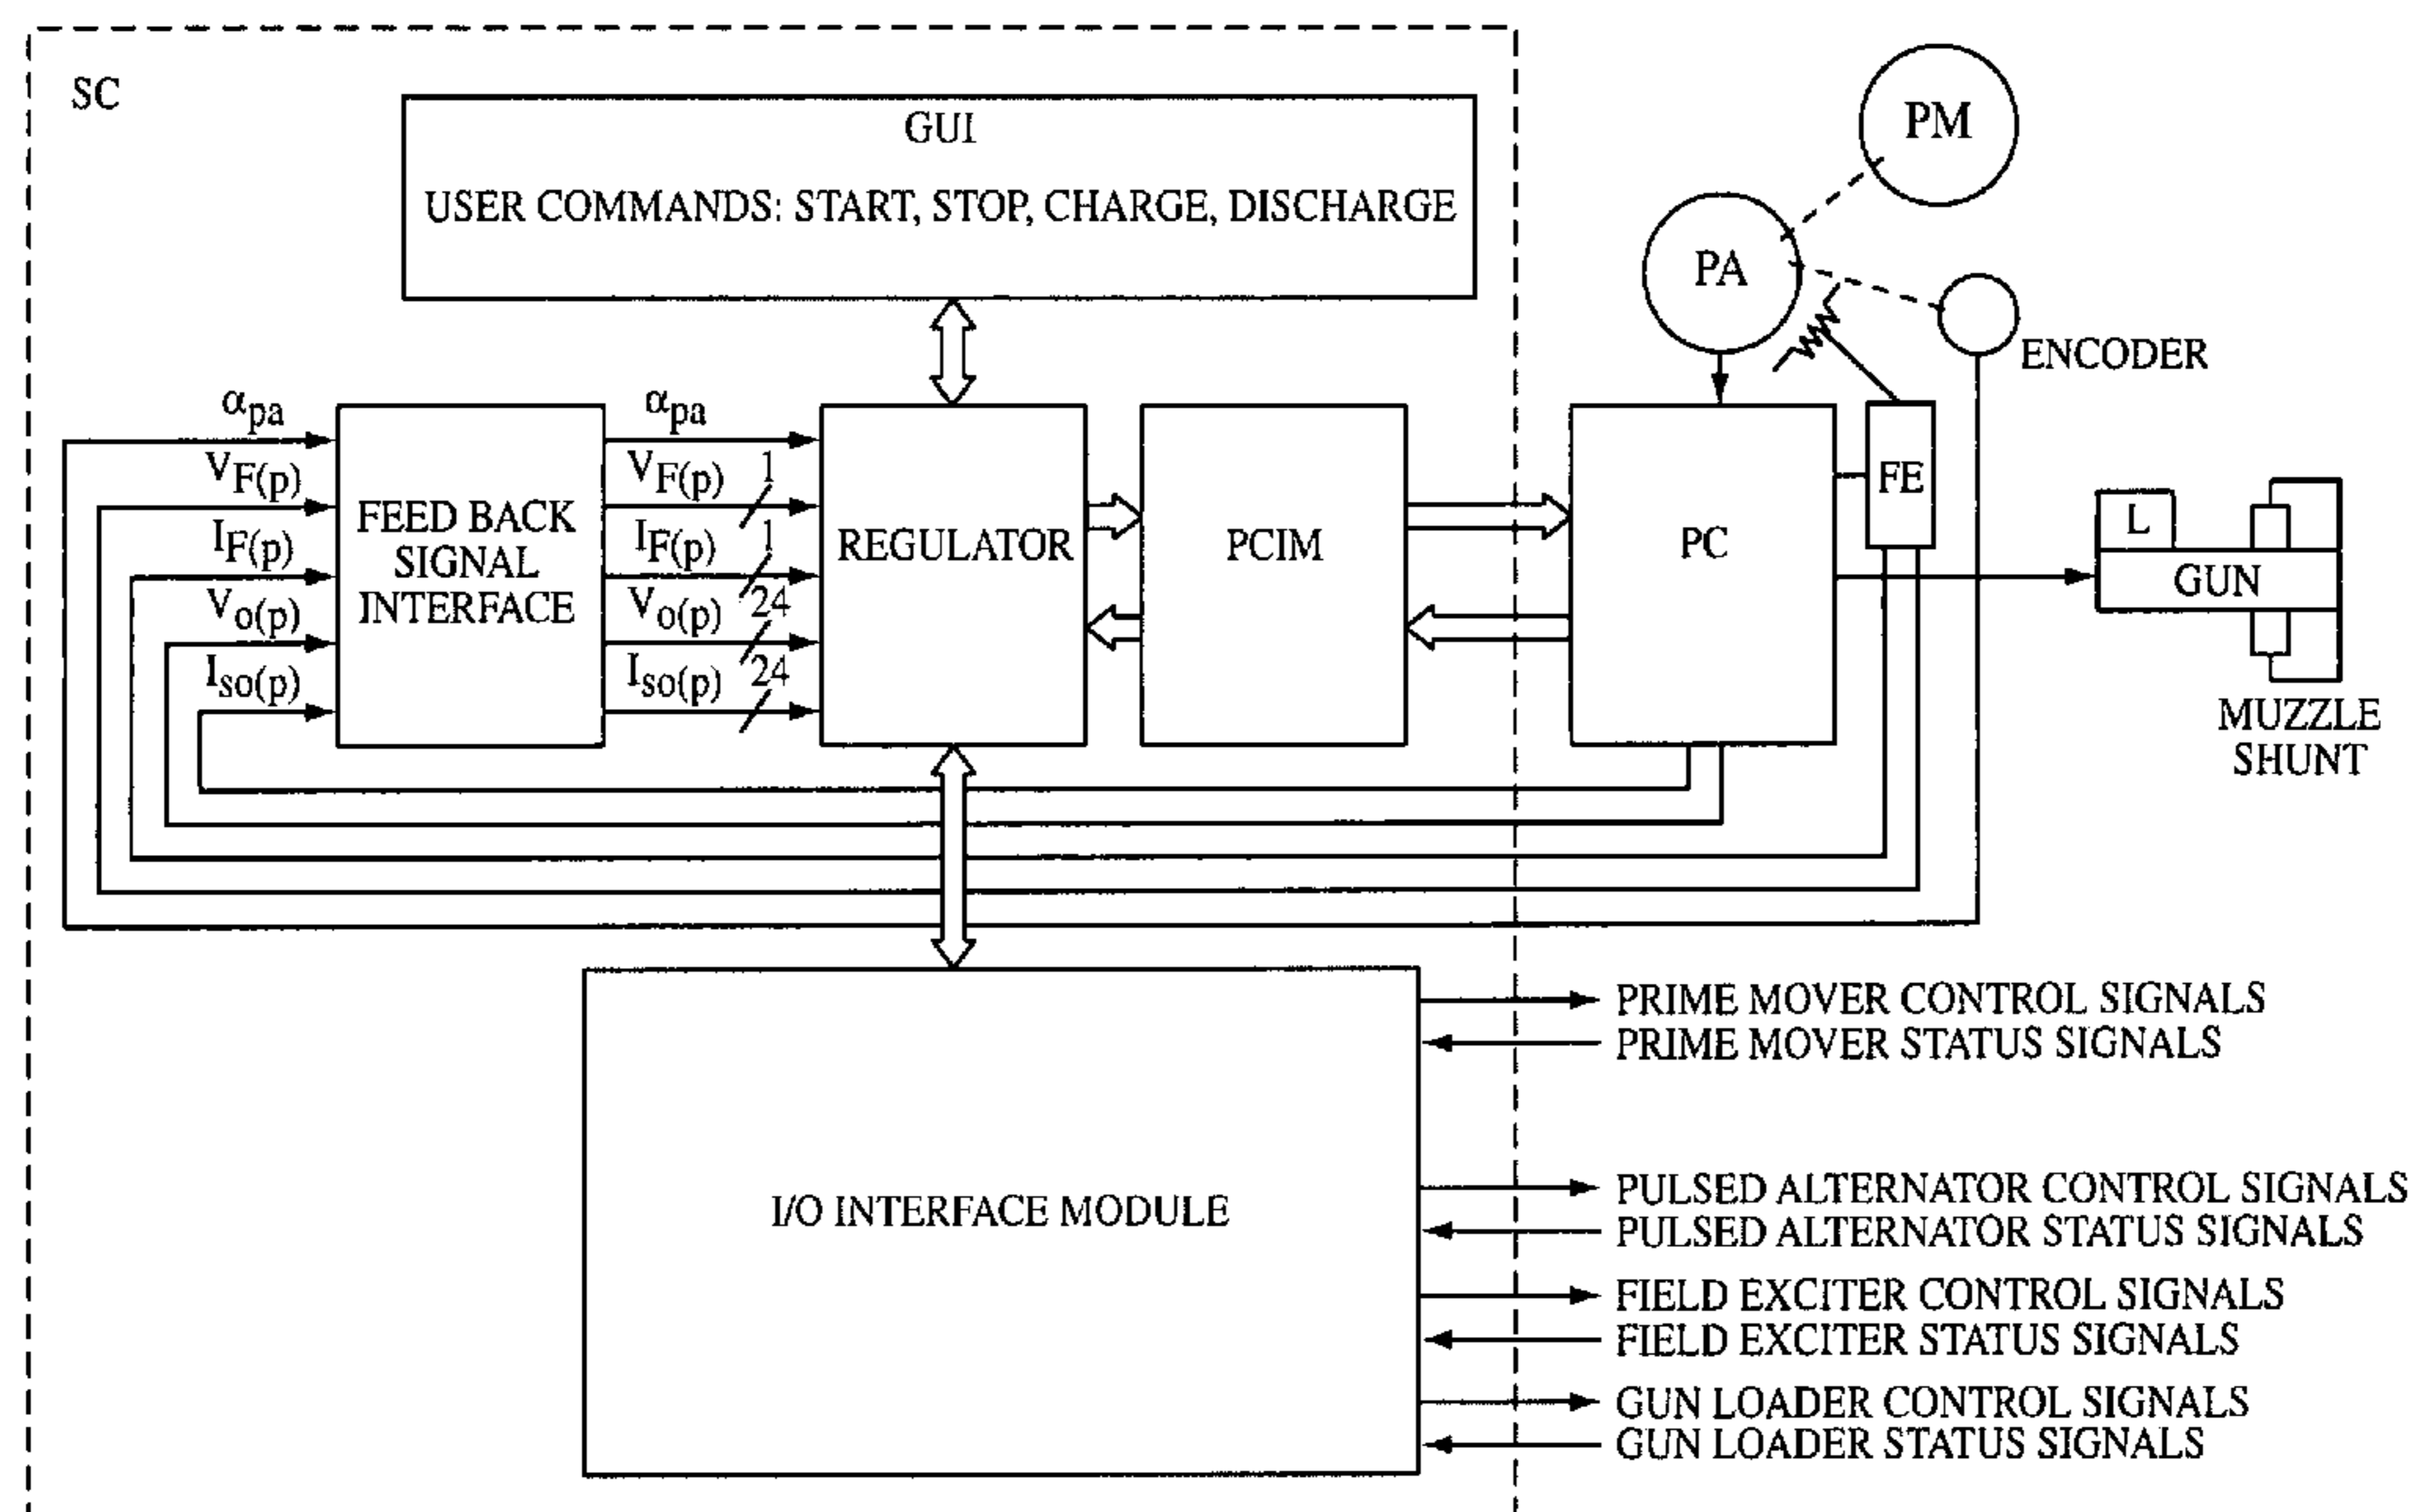 SC
GUI
USER COMMANDS: START, STOP, CHARGE, DISCHARGE
PM
PA
ENCODER
αpa
VF(p)
IF(p)
Vo(p)
Iso(p)
FEED BACK
SIGNAL
INTERFACE
αpa
VF(p) 1
IF(p) 1
Vo(p) 24
Iso(p) 24
REGULATOR
PCIM
PC
FE
L
GUN
MUZZLE
SHUNT
I/O INTERFACE MODULE
PRIME MOVER CONTROL SIGNALS
PRIME MOVER STATUS SIGNALS
PULSED ALTERNATOR CONTROL SIGNALS
PULSED ALTERNATOR STATUS SIGNALS
FIELD EXCITER CONTROL SIGNALS
FIELD EXCITER STATUS SIGNALS
GUN LOADER CONTROL SIGNALS
GUN LOADER STATUS SIGNALS